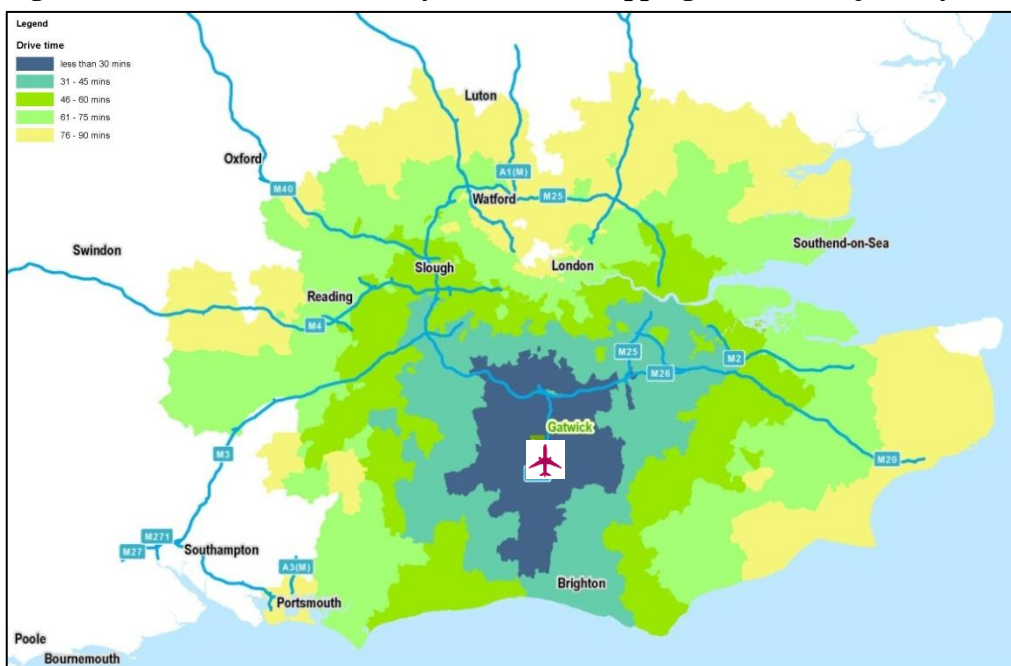 Legend
Drive time
less than 30 mins
31 - 45 mins
46 - 60 mins
61 - 75 mins
76 - 90 mins
Luton
Oxford
A1(M)
M40
Watford
M25
Swindon
Southend-on-Sea
Slough
London
Reading
M4
M25
M2
M26
Gatwick
M3
M20
M271
M27
Southampton
A3(M)
Brighton
Portsmouth
Poole
Bournemouth